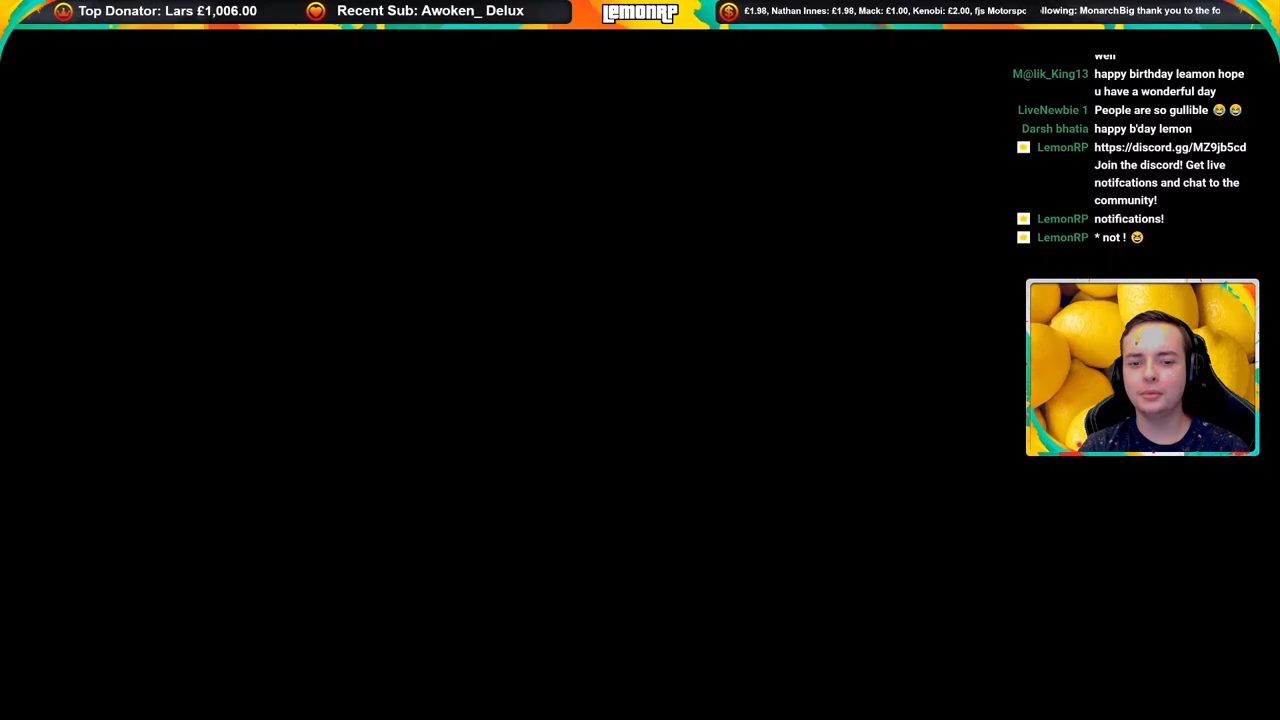 Top Donator: Lars £1,006.00
Recent Sub: Awoken_ Delux
LEMONRP
£1.98, Nathan Innes: £1.98, Mack: £1.00, Kenobi: £2.00, fjs Motorspc
llowing: MonarchBig thank you to the fo
well
M@lik_King13 happy birthday leamon hope
u have a wonderful day
LiveNewbie 1 People are so gullible 😂 😂
Darsh bhatia happy b'day lemon
LemonRP https://discord.gg/MZ9jb5cd
Join the discord! Get live
notifcations and chat to the
community!
LemonRP notifications!
LemonRP * not ! 😆